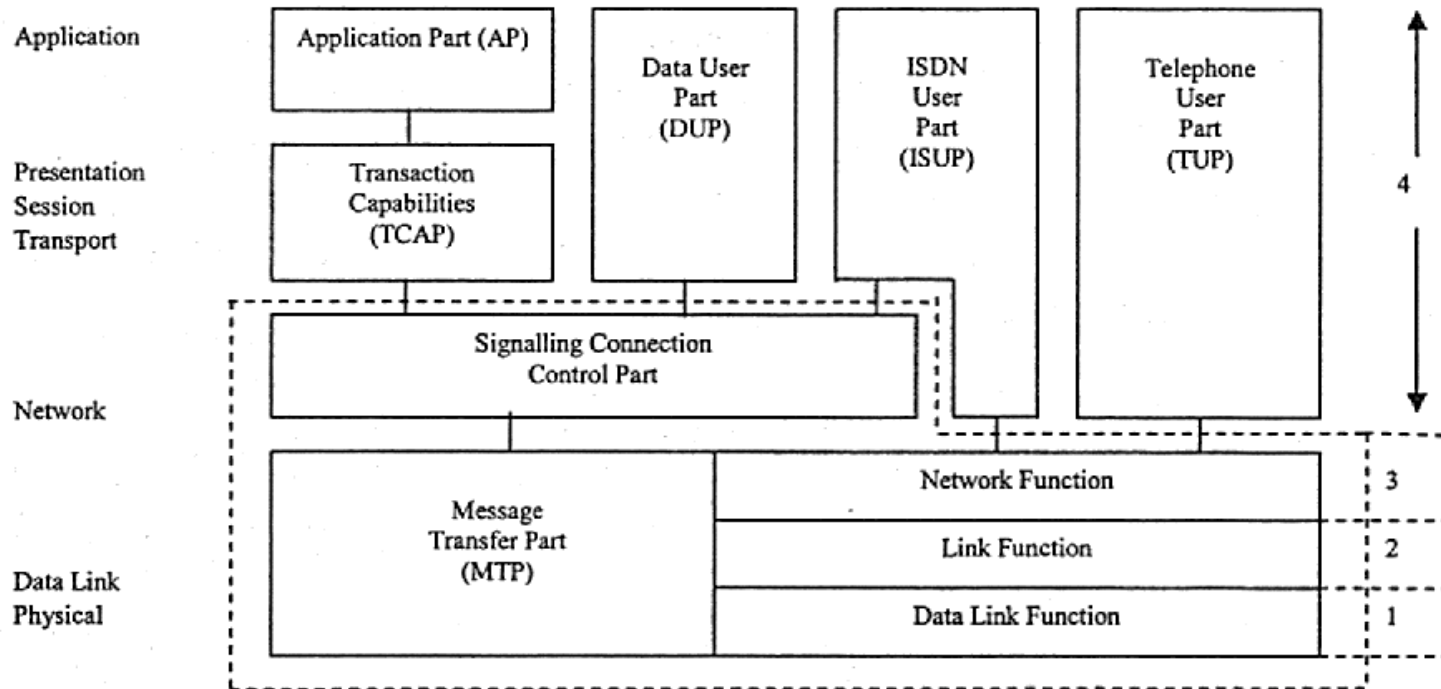 Application
Application Part (AP)
Data User
Part
(DUP)
ISDN
User
Part
(ISUP)
Telephone
User
Part
(TUP)
Presentation
Session
Transport
Transaction
Capabilities
(TCAP)
4
Signalling Connection
Control Part
Network
Message
Transfer Part
(MTP)
Network Function
3
Link Function
2
Data Link
Physical
Data Link Function
1